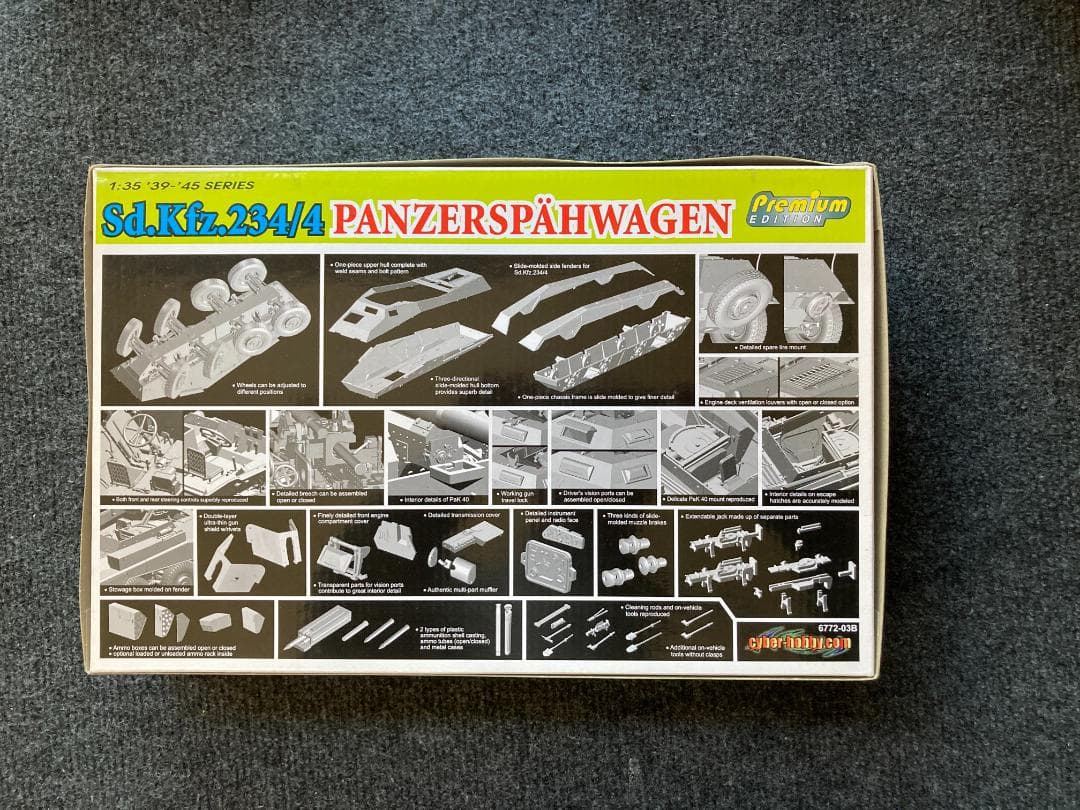 1:35 '39-'45 SERIES
Sd.Kfz.234/4 PANZERSPÄHWAGEN
Premium
EDITION
• Wheels can be adjusted to
different positions
• One-piece upper hull complete with
weld seams and bolt pattern
• Three-directional
slide-molded hull bottom
provides superb detail
• Slide-molded side fenders for
Sd.Kfz.234/4
• One-piece chassis frame is slide molded to give finer detail
• Detailed spare tire mount
• Engine deck ventilation louvers with open or closed option
• Both front and rear steering controls superbly reproduced
• Detailed breech can be assembled
open or closed
• Interior details of PaK 40
• Working gun
travel lock
• Driver's vision ports can be
assembled open/closed
• Delicate PaK 40 mount reproduced
• Interior details on escape
hatches are accurately modeled
• Stowage box molded on fender
• Double-layer
ultra-thin gun
shield w/rivets
• Finely detailed front engine
compartment cover
• Transparent parts for vision ports
contribute to great interior detail
• Detailed transmission cover
• Authentic multi-part muffler
• Detailed instrument
panel and radio face
• Three kinds of slide-
molded muzzle brakes
• Extendable jack made up of separate parts
• Ammo boxes can be assembled open or closed
• optional loaded or unloaded ammo rack inside
• 2 types of plastic
ammunition shell casting,
ammo tubes (open/closed)
and metal cases
• Cleaning rods and on-vehicle
tools reproduced
• Additional on-vehicle
tools without clasps
6772-03B
cyber-hobby.com